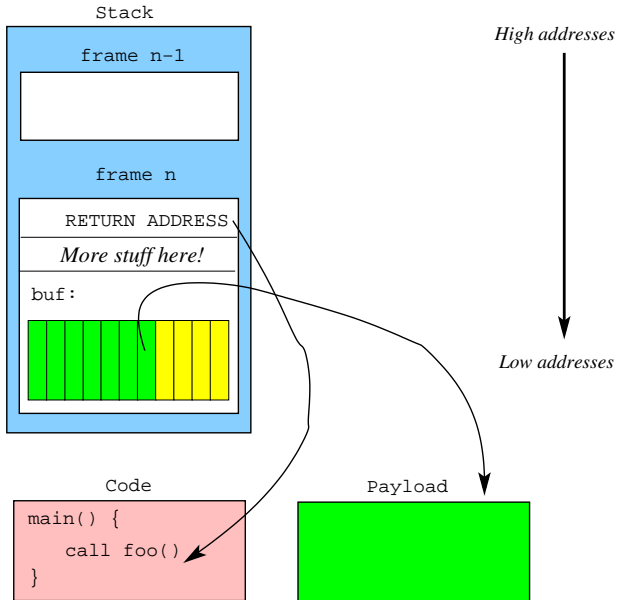 Stack
High addresses
frame n-1
frame n
RETURN ADDRESS
More stuff here!
buf:
Low addresses
Code
Payload
main() {
call foo()
}